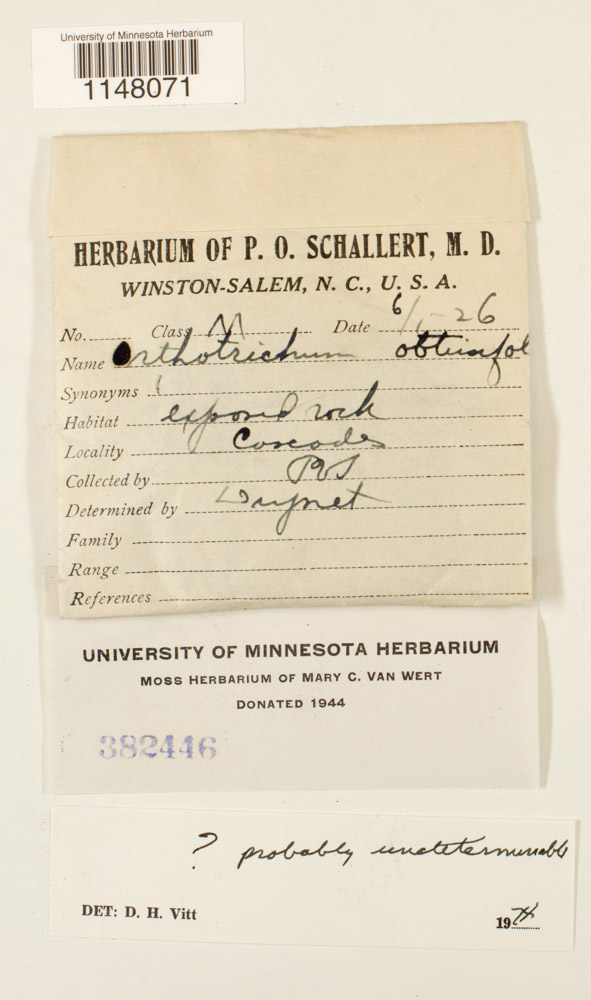 University of Minnesota Herbarium
1148071
HERBARIUM OF P. O. SCHALLERT, M. D.
WINSTON-SALEM, N. C., U. S. A.
No. Class M Date 6/1-26
Name Orthotrichum obtusifol
Synonyms
Habitat exposed rock
Locality Cascades
Collected by POS
Determined by
Family
Range
References
UNIVERSITY OF MINNESOTA HERBARIUM
MOSS HERBARIUM OF MARY C. VAN WERT
DONATED 1944
382446
? probably undeterminable
DET: D. H. Vitt 1974